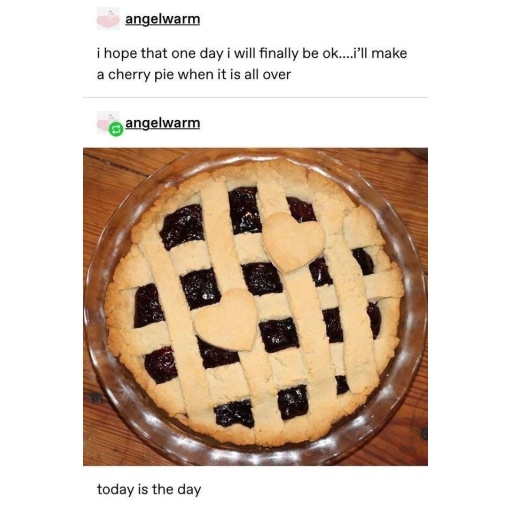 angelwarm
i hope that one day i will finally be ok....i'll make
a cherry pie when it is all over
angelwarm
today is the day